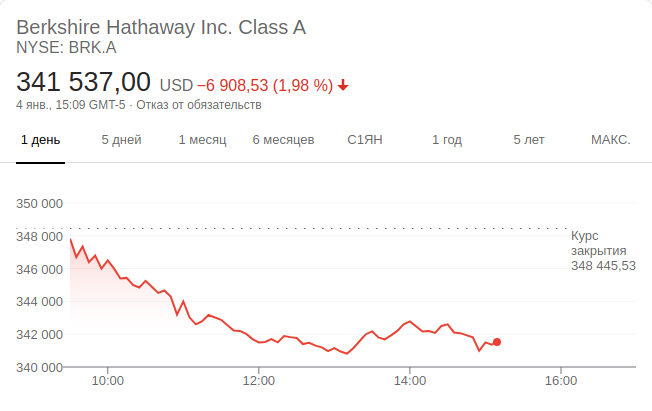 Berkshire Hathaway Inc. Class A
NYSE: BRK.A
341 537,00 USD −6 908,53 (1,98 %)
4 янв., 15:09 GMT-5 · Отказ от обязательств
1 день 5 дней 1 месяц 6 месяцев С1ЯН 1 год 5 лет МАКС.
350 000
348 000
Курс
закрытия
348 445,53
346 000
344 000
342 000
340 000
10:00 12:00 14:00 16:00